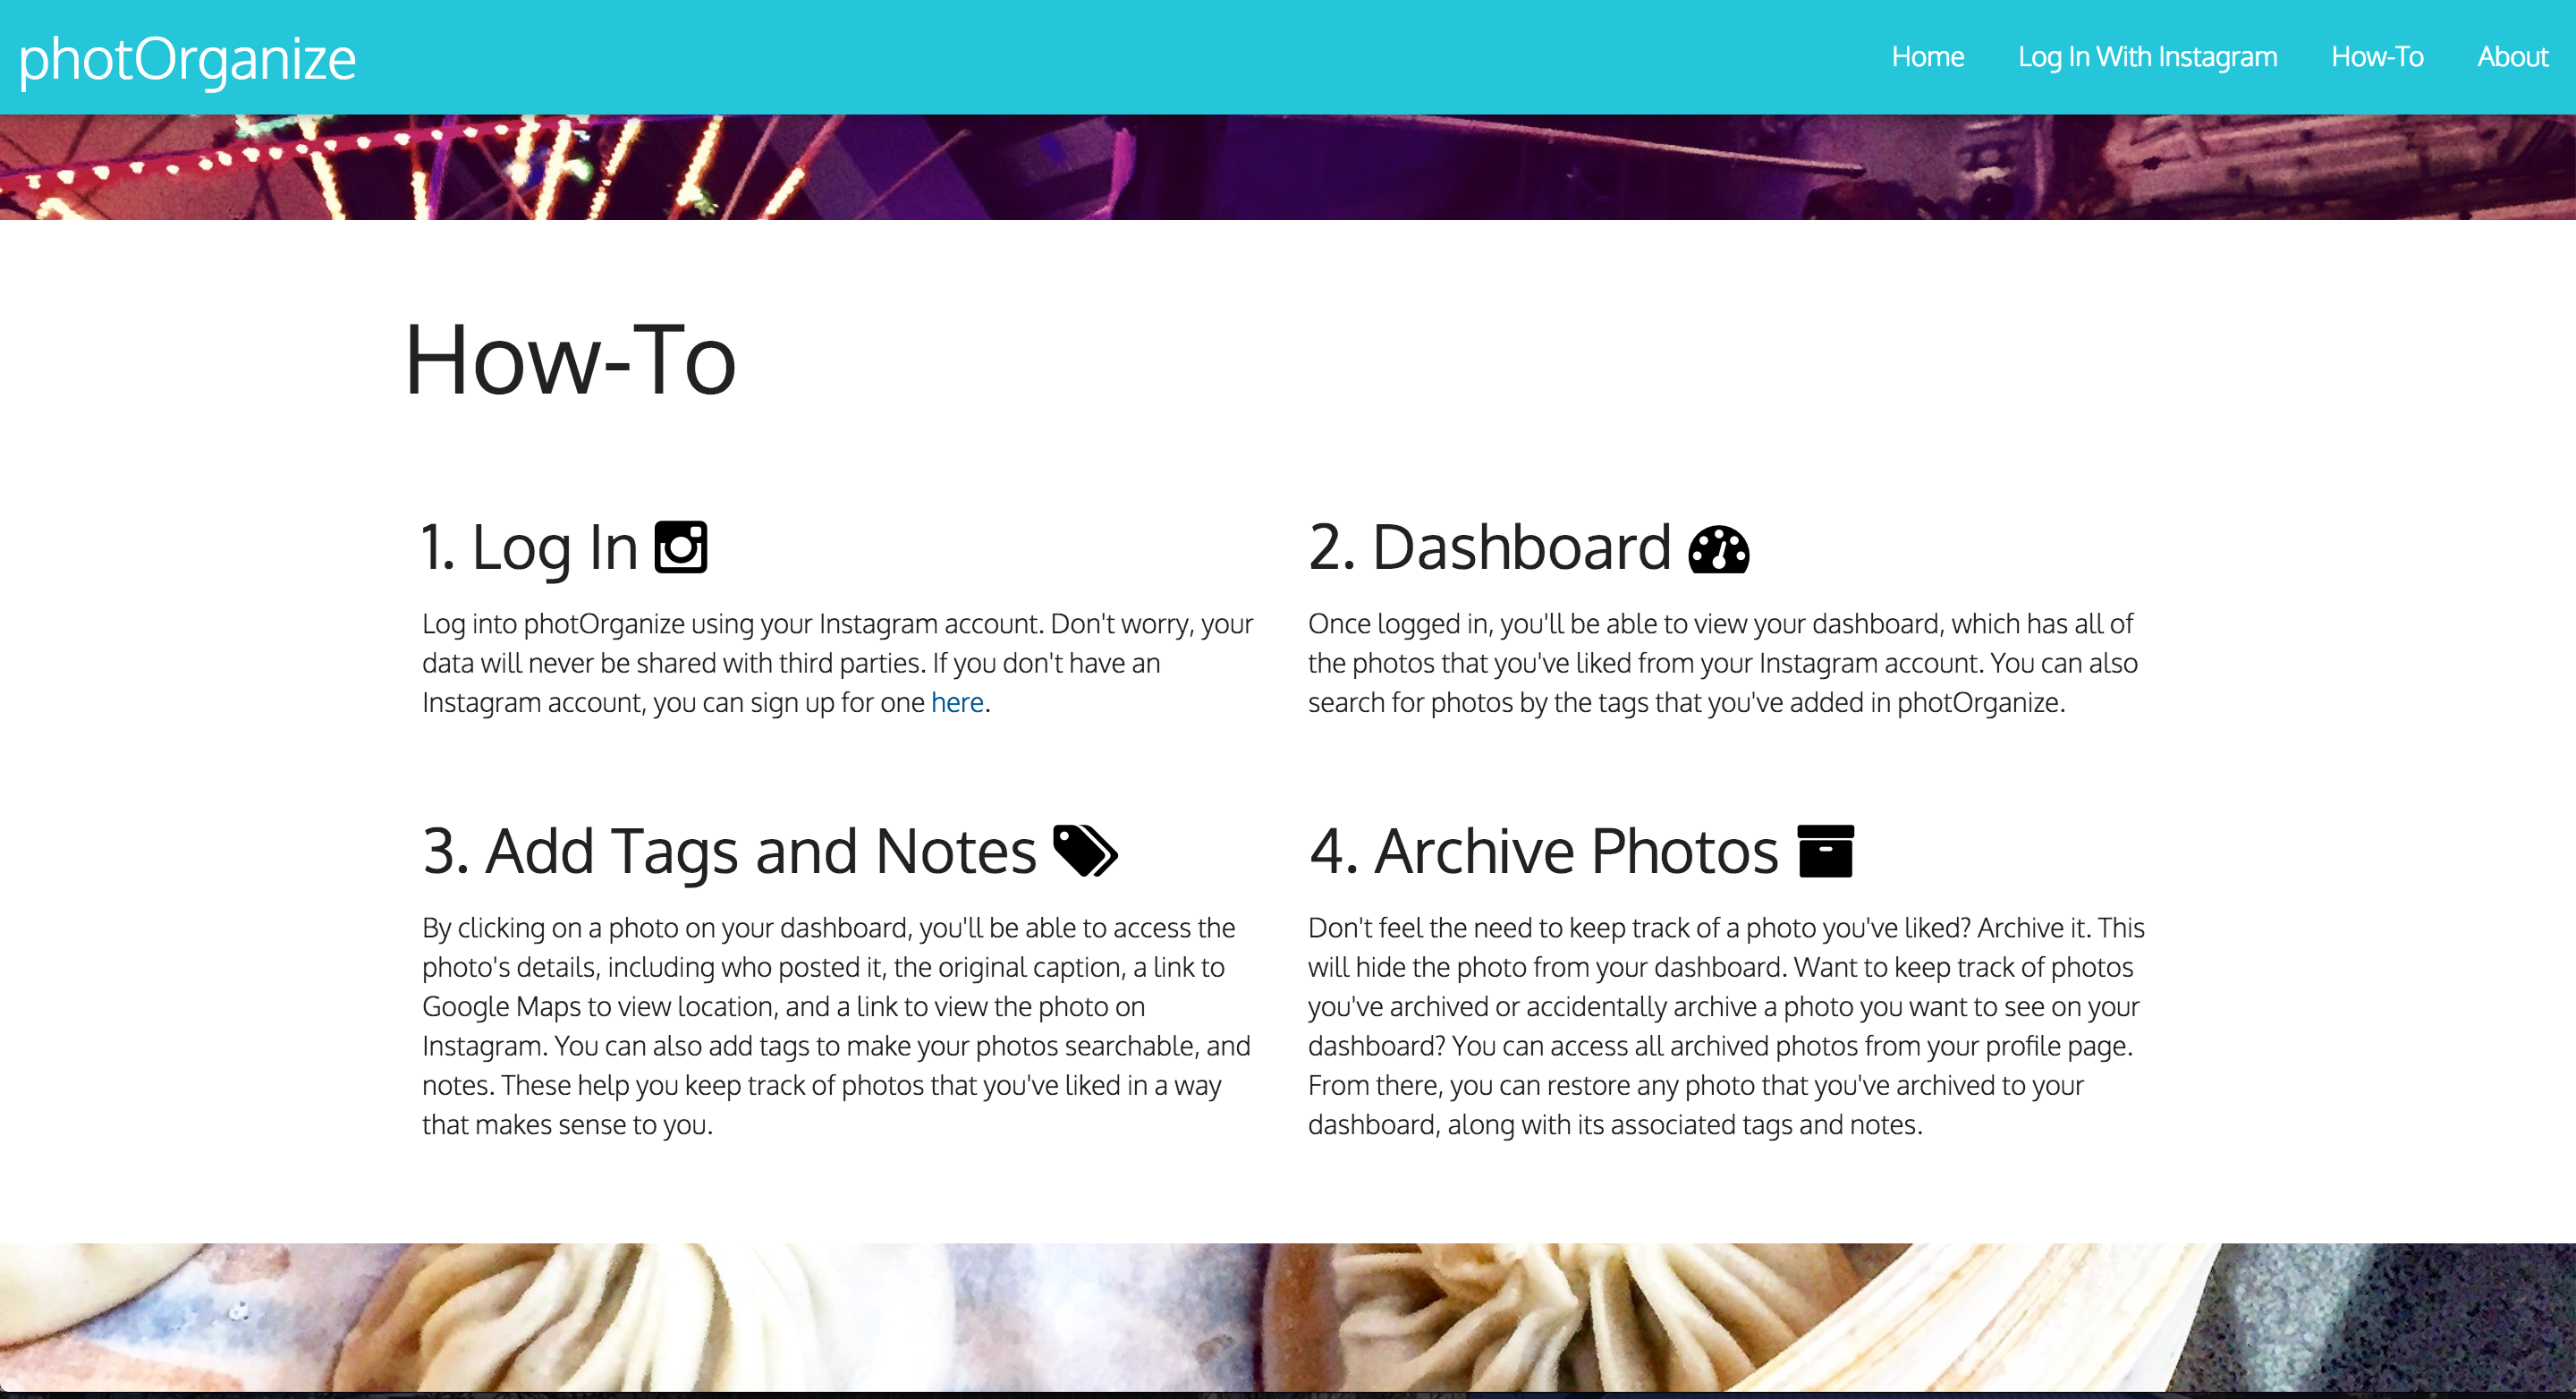 photOrganize
Home Log In With Instagram How-To About
How-To
1. Log In
Log into photOrganize using your Instagram account. Don't worry, your
data will never be shared with third parties. If you don't have an
Instagram account, you can sign up for one here.
2. Dashboard
Once logged in, you'll be able to view your dashboard, which has all of
the photos that you've liked from your Instagram account. You can also
search for photos by the tags that you've added in photOrganize.
3. Add Tags and Notes
By clicking on a photo on your dashboard, you'll be able to access the
photo's details, including who posted it, the original caption, a link to
Google Maps to view location, and a link to view the photo on
Instagram. You can also add tags to make your photos searchable, and
notes. These help you keep track of photos that you've liked in a way
that makes sense to you.
4. Archive Photos
Don't feel the need to keep track of a photo you've liked? Archive it. This
will hide the photo from your dashboard. Want to keep track of photos
you've archived or accidentally archive a photo you want to see on your
dashboard? You can access all archived photos from your profile page.
From there, you can restore any photo that you've archived to your
dashboard, along with its associated tags and notes.